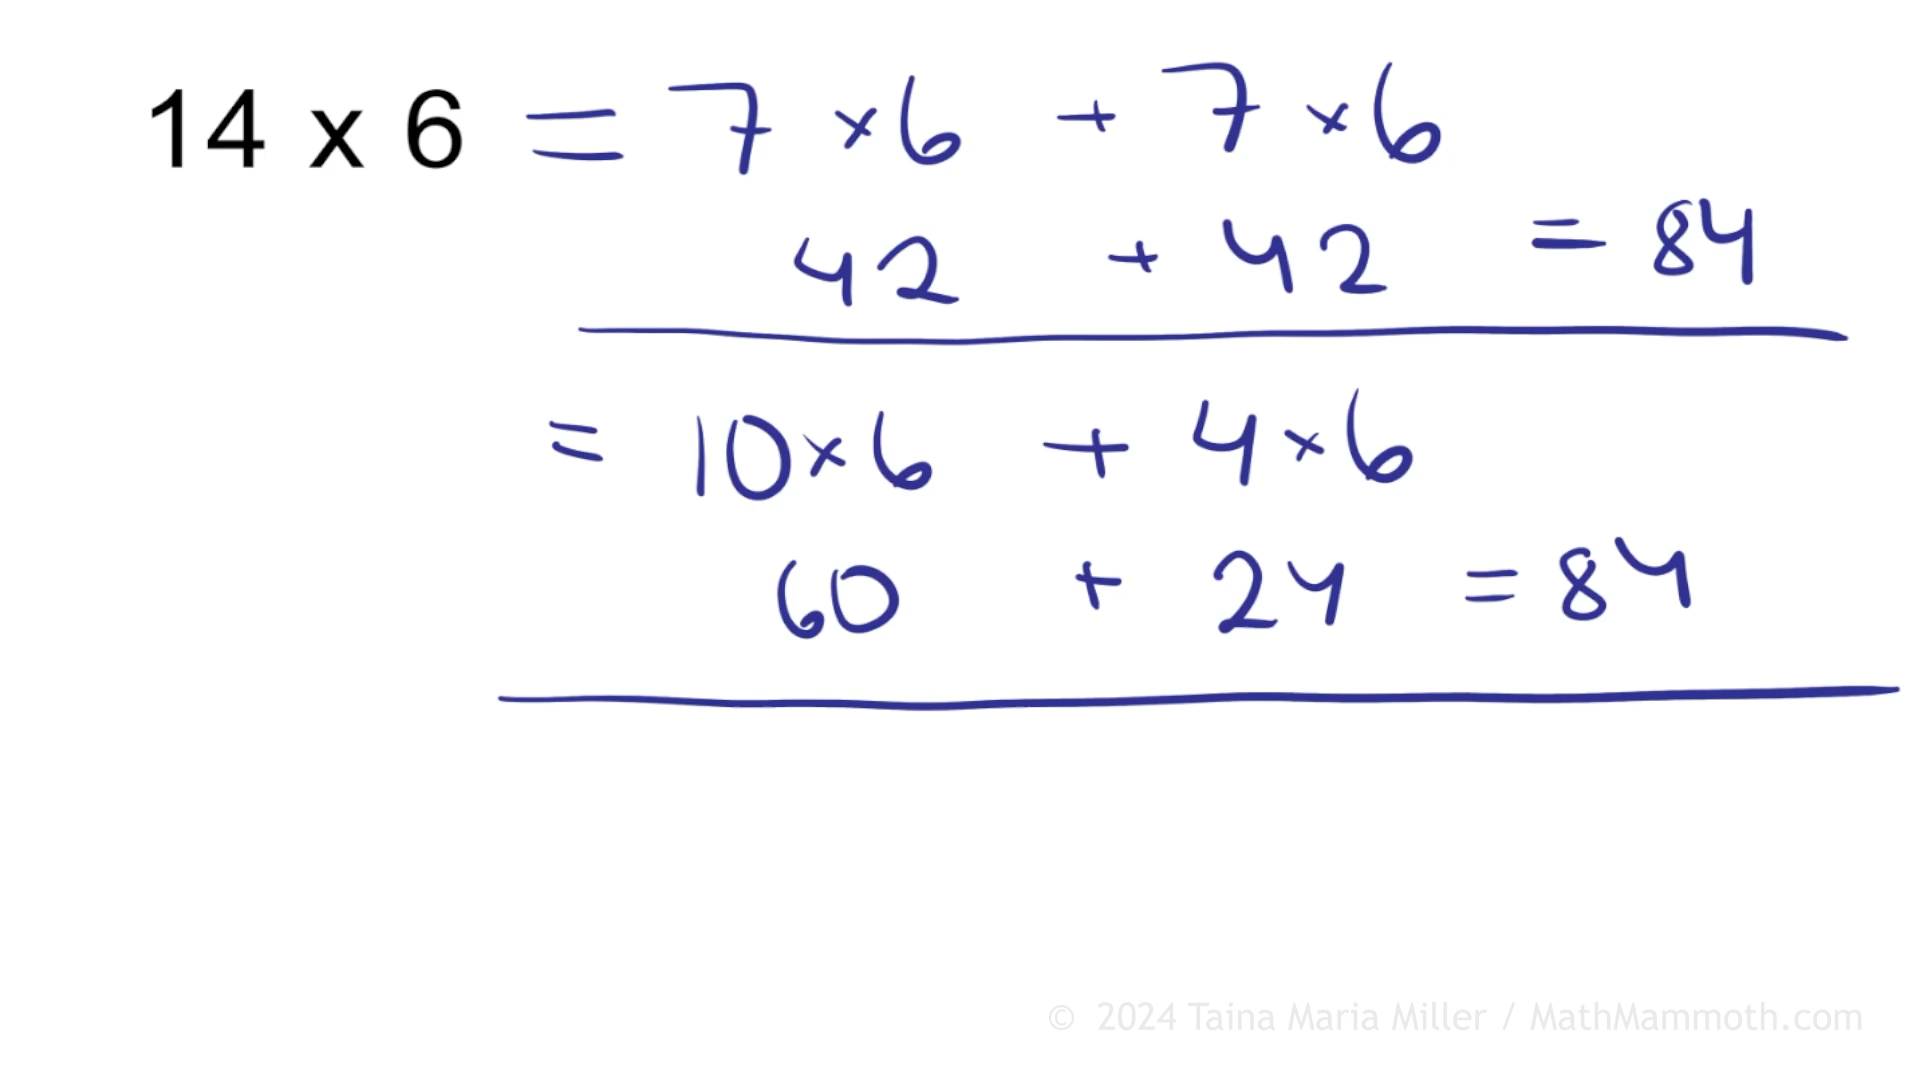 14 x 6 = 7 × 6 + 7 × 6
42 + 42 = 84
= 10 × 6 + 4 × 6
60 + 24 = 84
© 2024 Taina Maria Miller / MathMammoth.com